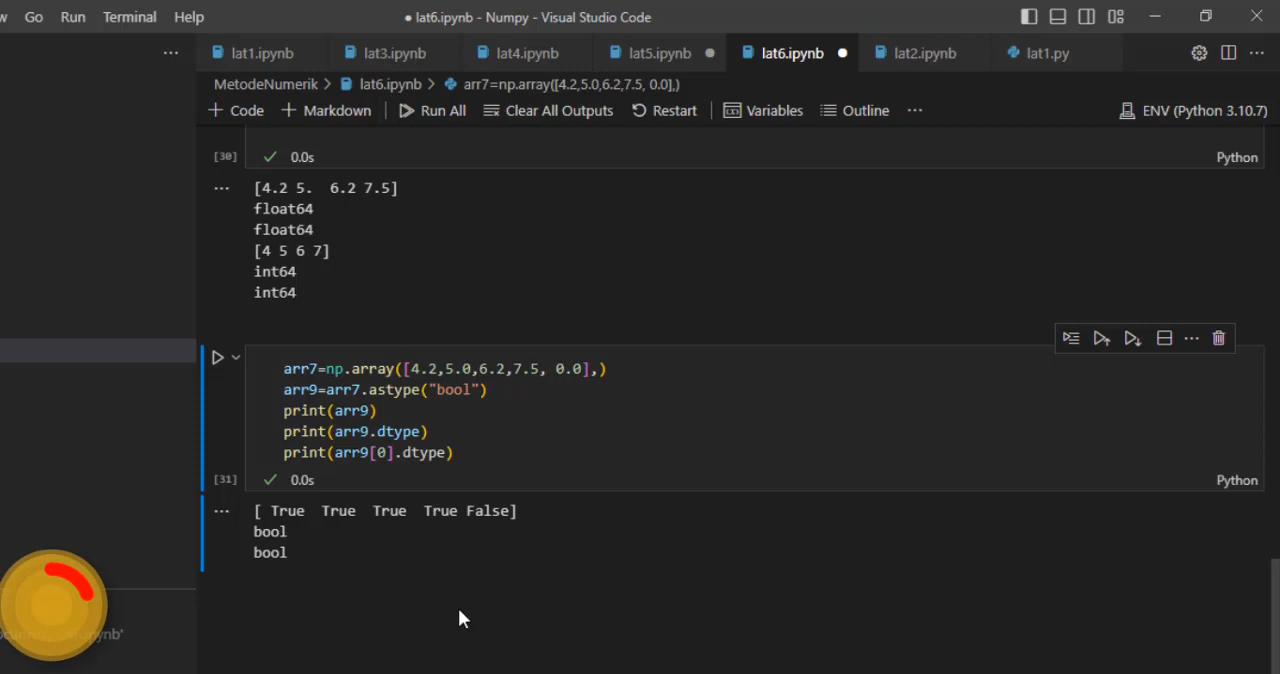 Go Run Terminal Help
● lat6.ipynb - Numpy - Visual Studio Code
lat1.ipynb lat3.ipynb lat4.ipynb lat5.ipynb lat6.ipynb lat2.ipynb lat1.py
MetodeNumerik > lat6.ipynb > arr7=np.array([4.2,5.0,6.2,7.5, 0.0],)
+ Code + Markdown Run All Clear All Outputs Restart Variables Outline ... ENV (Python 3.10.7)
[30] 0.0s Python
[4.2 5.  6.2 7.5]
float64
float64
[4 5 6 7]
int64
int64
arr7=np.array([4.2,5.0,6.2,7.5, 0.0],)
arr9=arr7.astype("bool")
print(arr9)
print(arr9.dtype)
print(arr9[0].dtype)
[31] 0.0s Python
[ True  True  True  True False]
bool
bool